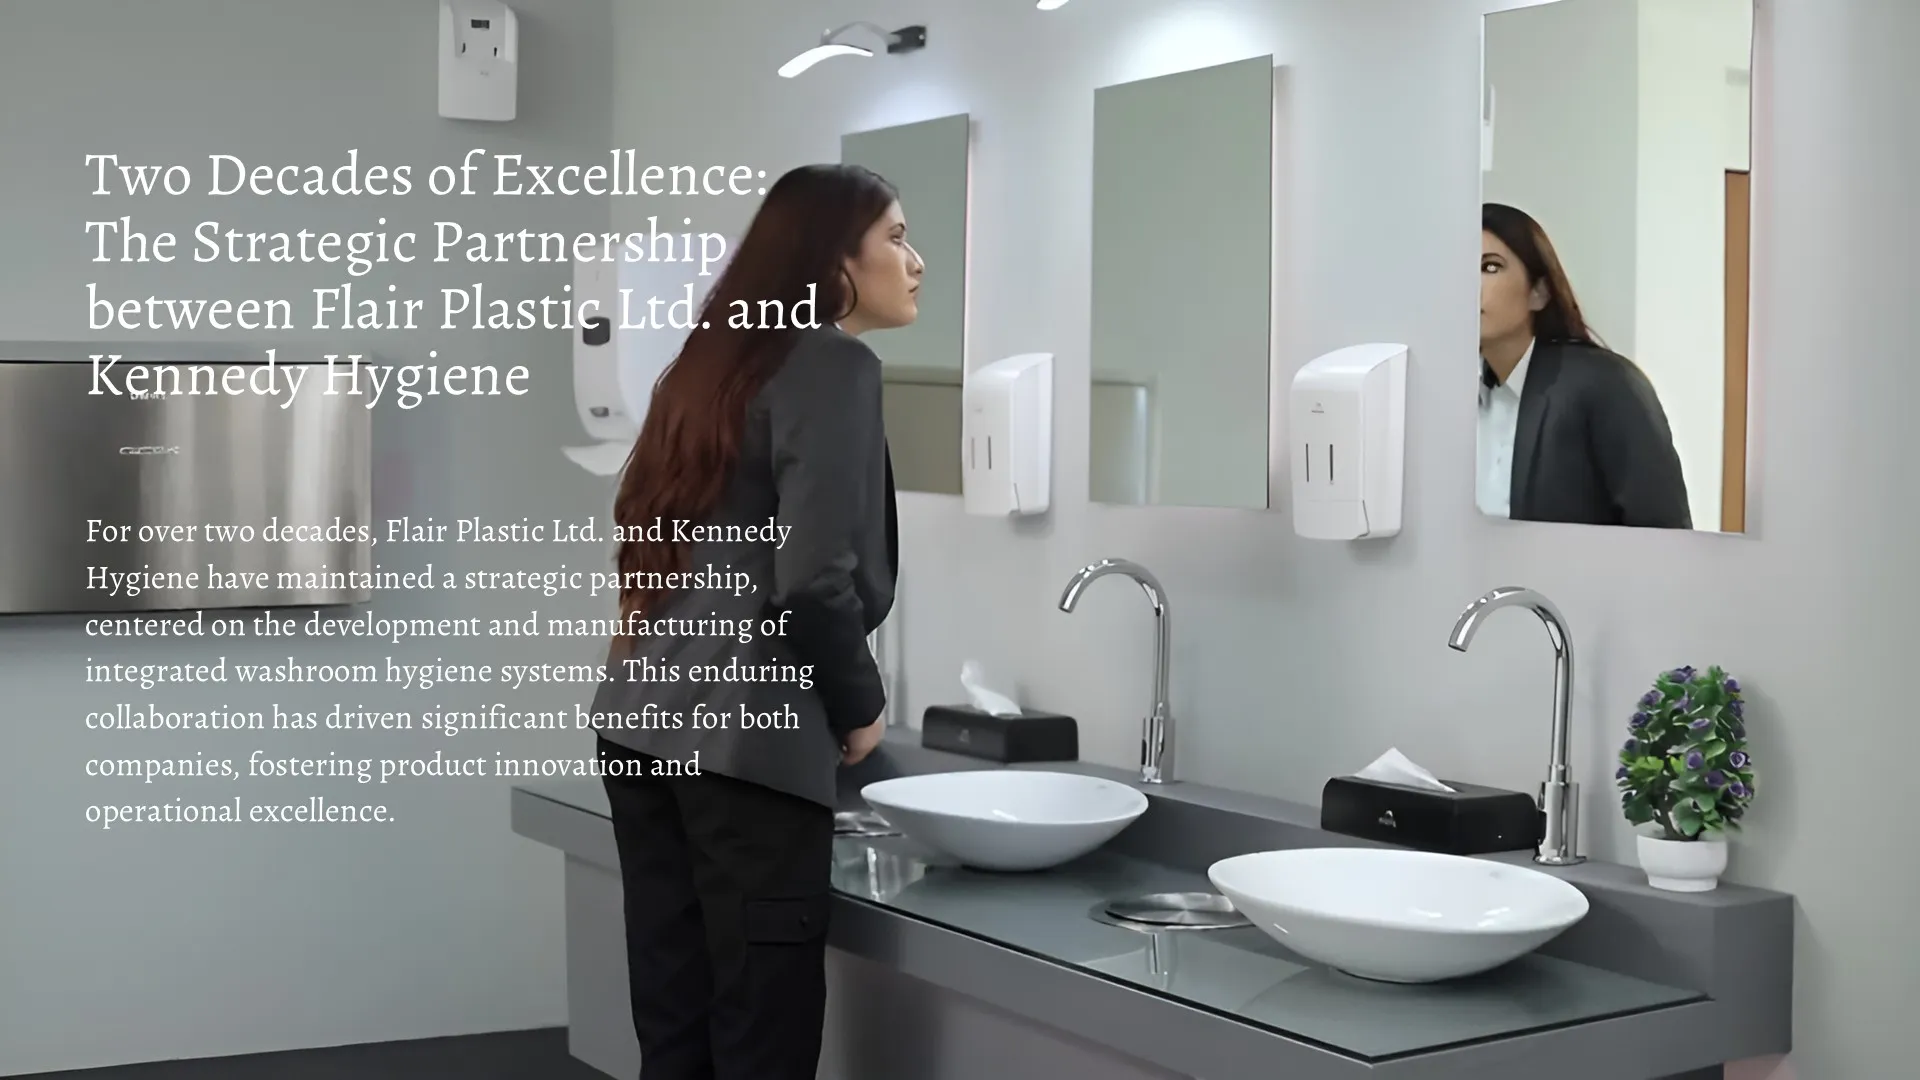 Two Decades of Excellence:
The Strategic Partnership
between Flair Plastic Ltd. and
Kennedy Hygiene
For over two decades, Flair Plastic Ltd. and Kennedy
Hygiene have maintained a strategic partnership,
centered on the development and manufacturing of
integrated washroom hygiene systems. This enduring
collaboration has driven significant benefits for both
companies, fostering product innovation and
operational excellence.